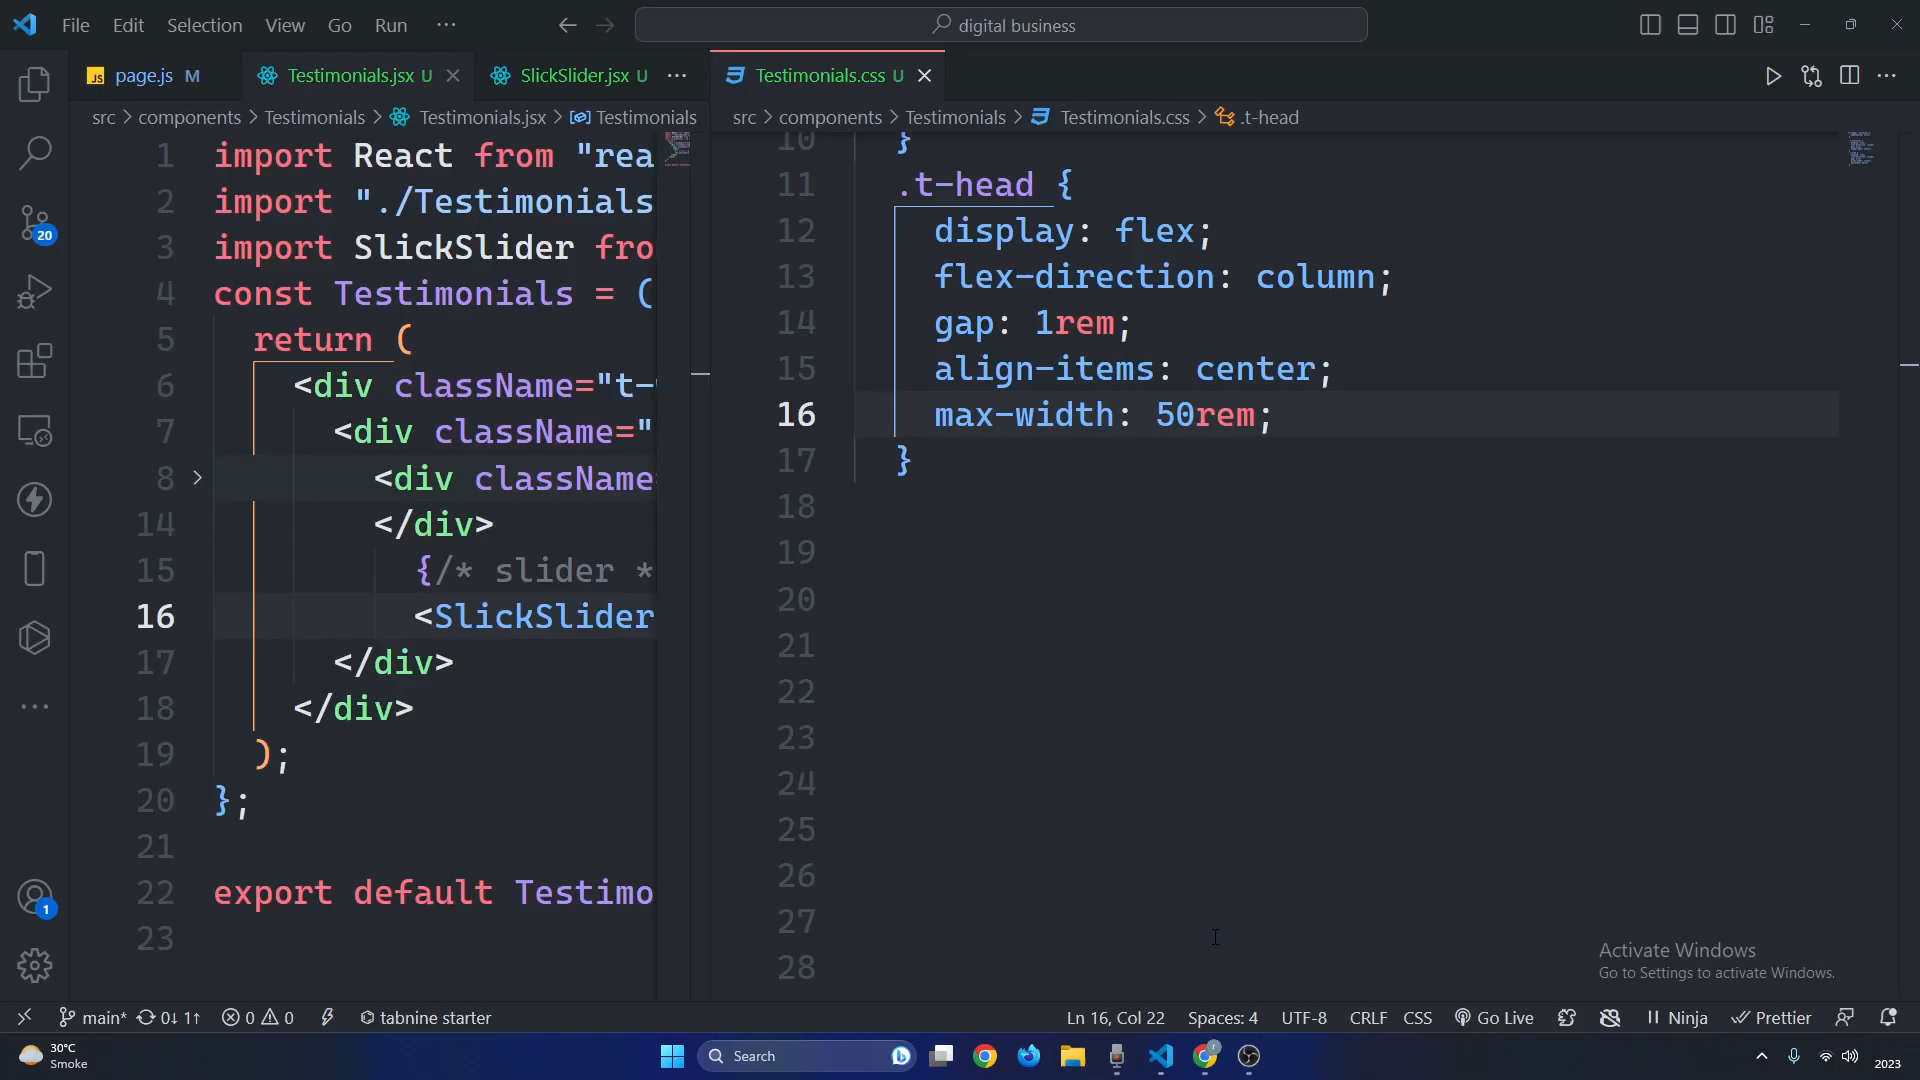 File Edit Selection View Go Run ···
digital business
JS page.js M
Testimonials.jsx U
SlickSlider.jsx U ···
Testimonials.css U
src > components > Testimonials > Testimonials.jsx > Testimonials
1 import React from "rea
2 import "./Testimonials
3 import SlickSlider fro
4 const Testimonials = (
5 return (
6 <div className="t-
7 <div className="
8 <div className
14 </div>
15 {/* slider *
16 <SlickSlider
17 </div>
18 </div>
19 );
20 };
21
22 export default Testimo
23
src > components > Testimonials > Testimonials.css > .t-head
10 }
11 .t-head {
12 display: flex;
13 flex-direction: column;
14 gap: 1rem;
15 align-items: center;
16 max-width: 50rem;
17 }
18
19
20
21
22
23
24
25
26
27
28
20
1
Activate Windows
Go to Settings to activate Windows.
main* 0↓ 1↑ 0 0 tabnine starter
Ln 16, Col 22 Spaces: 4 UTF-8 CRLF CSS Go Live Ninja Prettier
30°C
Smoke
Search
2023